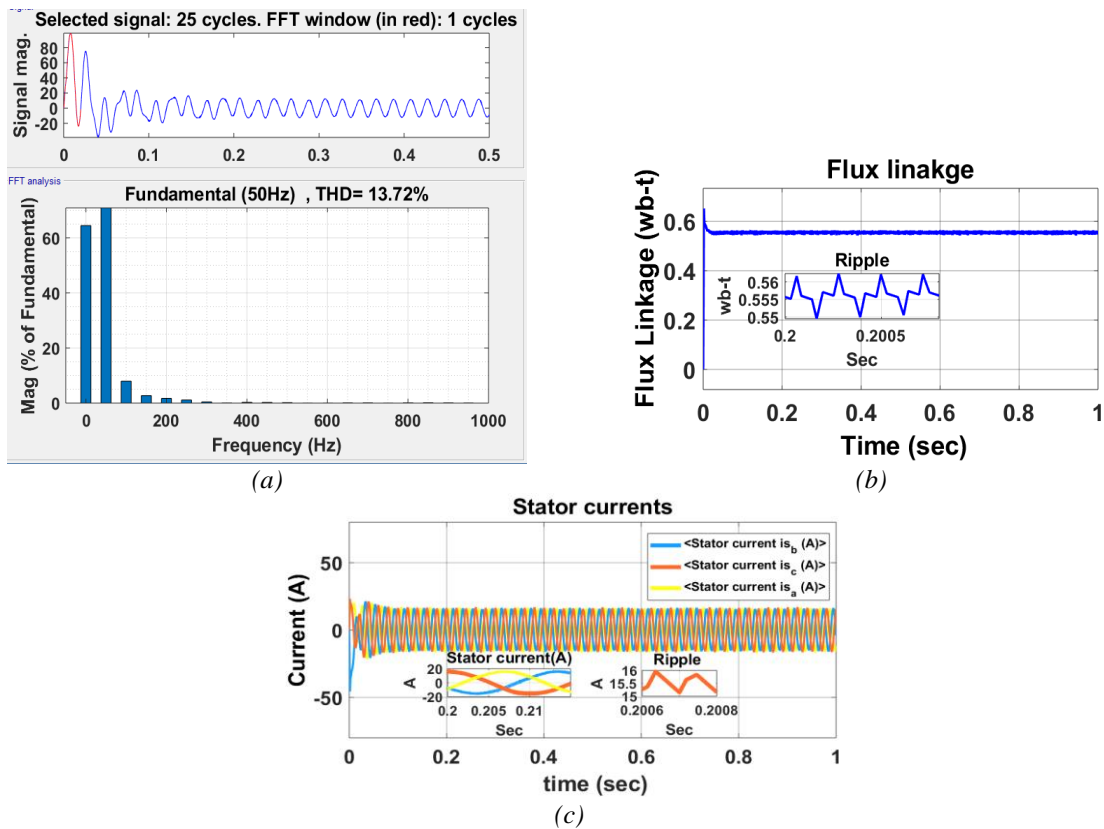 Signal
Selected signal: 25 cycles. FFT window (in red): 1 cycles
Signal mag.
80
60
40
20
0
-20
0 0.1 0.2 0.3 0.4 0.5
FFT analysis
Fundamental (50Hz) , THD= 13.72%
Mag (% of Fundamental)
60
40
20
0
0 200 400 600 800 1000
Frequency (Hz)
(a)
Flux linakge
Flux Linkage (wb-t)
0.6
0.4
0.2
0
Ripple
wb-t
0.56
0.555
0.55
0.2 0.2005
Sec
0 0.2 0.4 0.6 0.8 1
Time (sec)
(b)
Stator currents
Current (A)
50
0
-50
<Stator current is_b (A)>
<Stator current is_c (A)>
<Stator current is_a (A)>
Stator current(A)
A
20
0
-20
0.2 0.205 0.21
Sec
Ripple
A
16
15.5
15
0.2006 0.2008
Sec
0 0.2 0.4 0.6 0.8 1
time (sec)
(c)